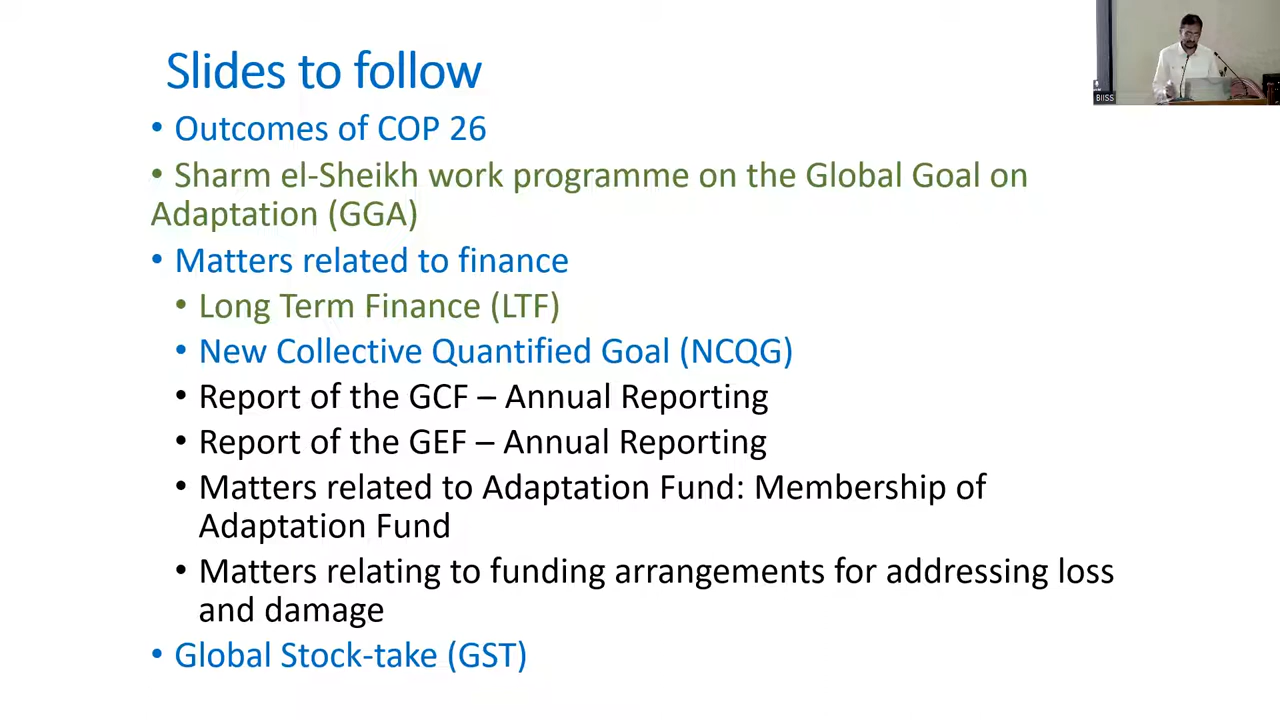 Slides to follow
• Outcomes of COP 26
• Sharm el-Sheikh work programme on the Global Goal on
Adaptation (GGA)
• Matters related to finance
• Long Term Finance (LTF)
• New Collective Quantified Goal (NCQG)
• Report of the GCF – Annual Reporting
• Report of the GEF – Annual Reporting
• Matters related to Adaptation Fund: Membership of
Adaptation Fund
• Matters relating to funding arrangements for addressing loss
and damage
• Global Stock-take (GST)
BIISS